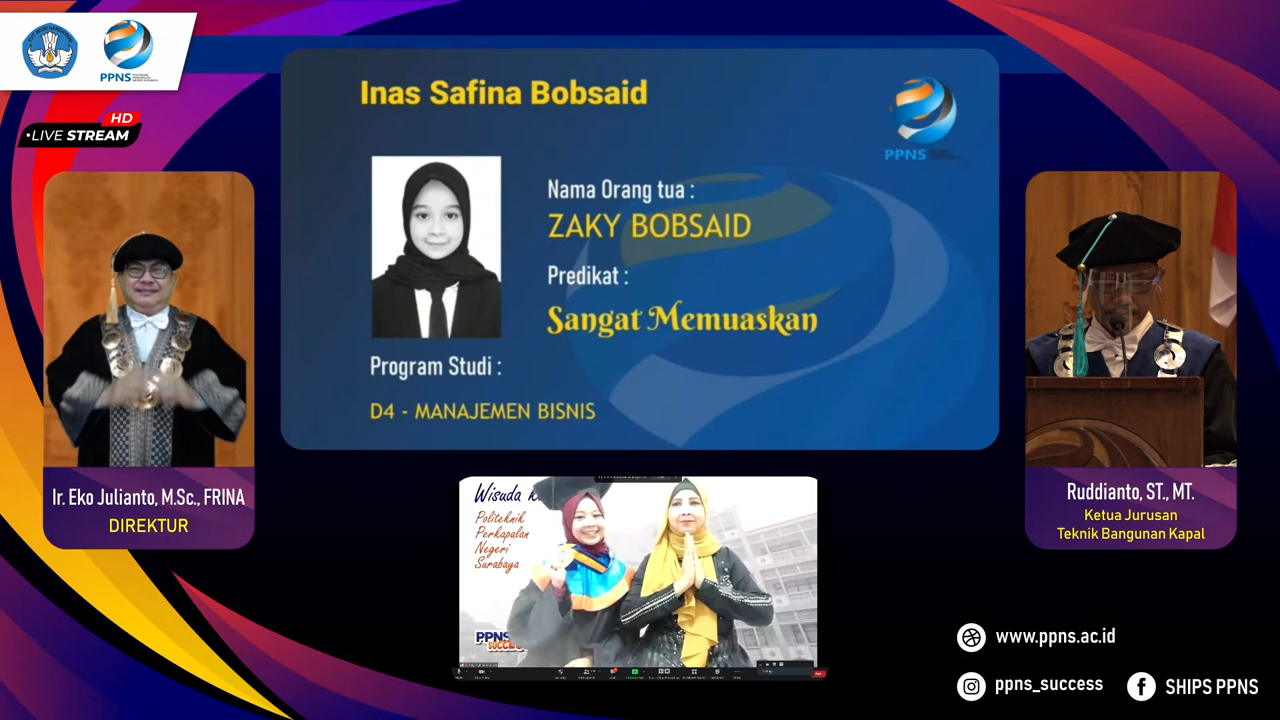 PPNS
HD
•LIVE STREAM
Inas Safina Bobsaid
PPNS
Nama Orang tua :
ZAKY BOBSAID
Predikat :
Sangat Memuaskan
Program Studi :
D4 - MANAJEMEN BISNIS
Ir. Eko Julianto, M.Sc., FRINA
DIREKTUR
Ruddianto, ST., MT.
Ketua Jurusan
Teknik Bangunan Kapal
Wisuda
Politeknik
Perkapalan
Negeri
Surabaya
PPNS
www.ppns.ac.id
ppns_success
SHIPS PPNS